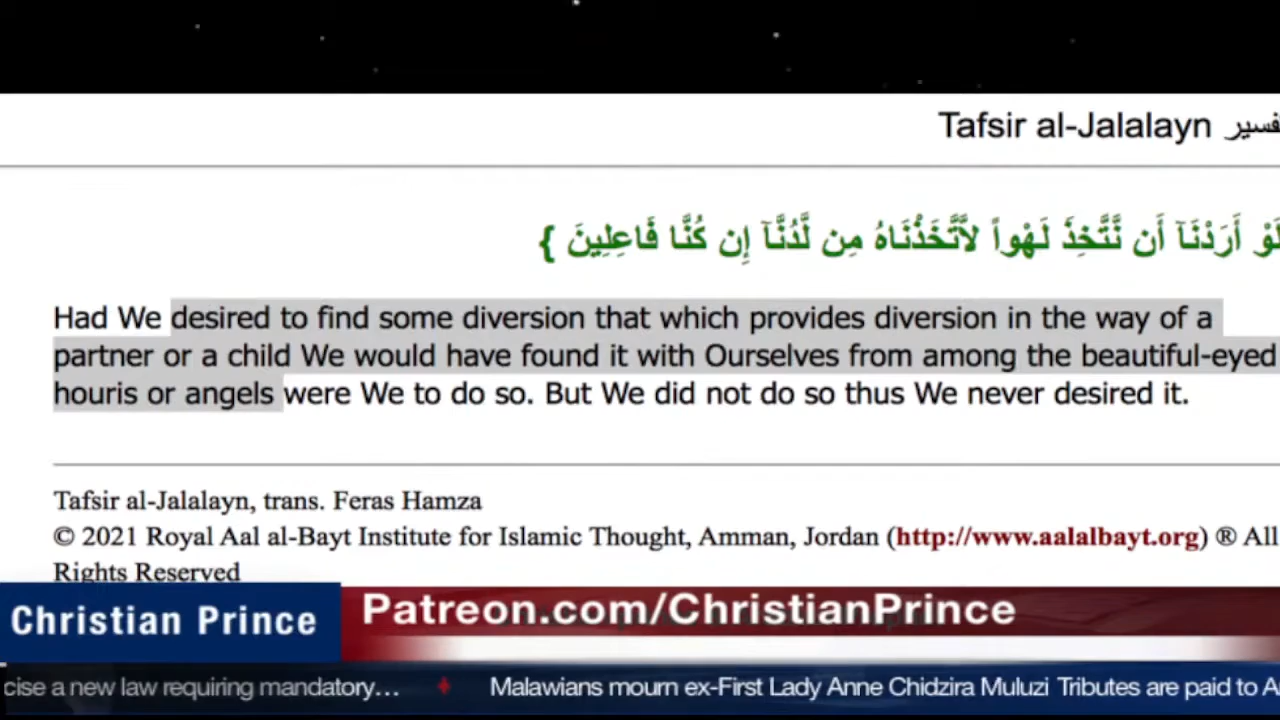 Tafsir al-Jalalayn
أَرَدْنَآ أَن نَّتَّخِذَ لَهْواً لاَّتَّخَذْنَاهُ مِن لَّدُنَّآ إِن كُنَّا فَاعِلِينَ }
Had We desired to find some diversion that which provides diversion in the way of a
partner or a child We would have found it with Ourselves from among the beautiful-eyed
houris or angels were We to do so. But We did not do so thus We never desired it.
Tafsir al-Jalalayn, trans. Feras Hamza
© 2021 Royal Aal al-Bayt Institute for Islamic Thought, Amman, Jordan (http://www.aalalbayt.org) ® All
Rights Reserved
Christian Prince
Patreon.com/ChristianPrince
cise a new law requiring mandatory... ♦ Malawians mourn ex-First Lady Anne Chidzira Muluzi Tributes are paid to